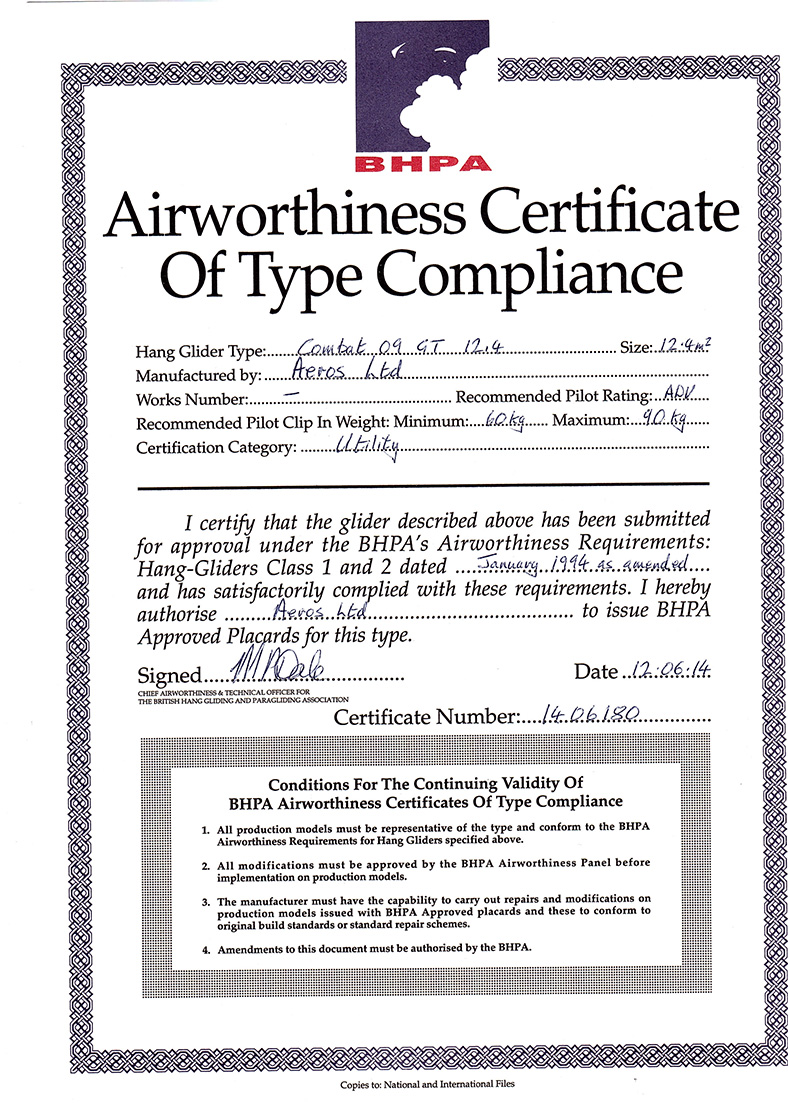 BHPA
Airworthiness Certificate
Of Type Compliance
Hang Glider Type:......Combat 09 GT 12.4...... Size:..12.4m²
Manufactured by: ......Aeros Ltd......
Works Number:......–...... Recommended Pilot Rating:..ADV....
Recommended Pilot Clip In Weight: Minimum:....60.kg...... Maximum:..90.kg......
Certification Category: ........Utility......
I certify that the glider described above has been submitted
for approval under the BHPA's Airworthiness Requirements:
Hang-Gliders Class 1 and 2 dated ....January 1994 as amended....
and has satisfactorily complied with these requirements. I hereby
authorise .........Aeros Ltd...... to issue BHPA
Approved Placards for this type.
Signed.... Date ..12:06:14
CHIEF AIRWORTHINESS & TECHNICAL OFFICER FOR
THE BRITISH HANG GLIDING AND PARAGLIDING ASSOCIATION
Certificate Number:....14.06.180..............
Conditions For The Continuing Validity Of
BHPA Airworthiness Certificates Of Type Compliance
1. All production models must be representative of the type and conform to the BHPA
Airworthiness Requirements for Hang Gliders specified above.
2. All modifications must be approved by the BHPA Airworthiness Panel before
implementation on production models.
3. The manufacturer must have the capability to carry out repairs and modifications on
production models issued with BHPA Approved placards and these to conform to
original build standards or standard repair schemes.
4. Amendments to this document must be authorised by the BHPA.
Copies to: National and International Files